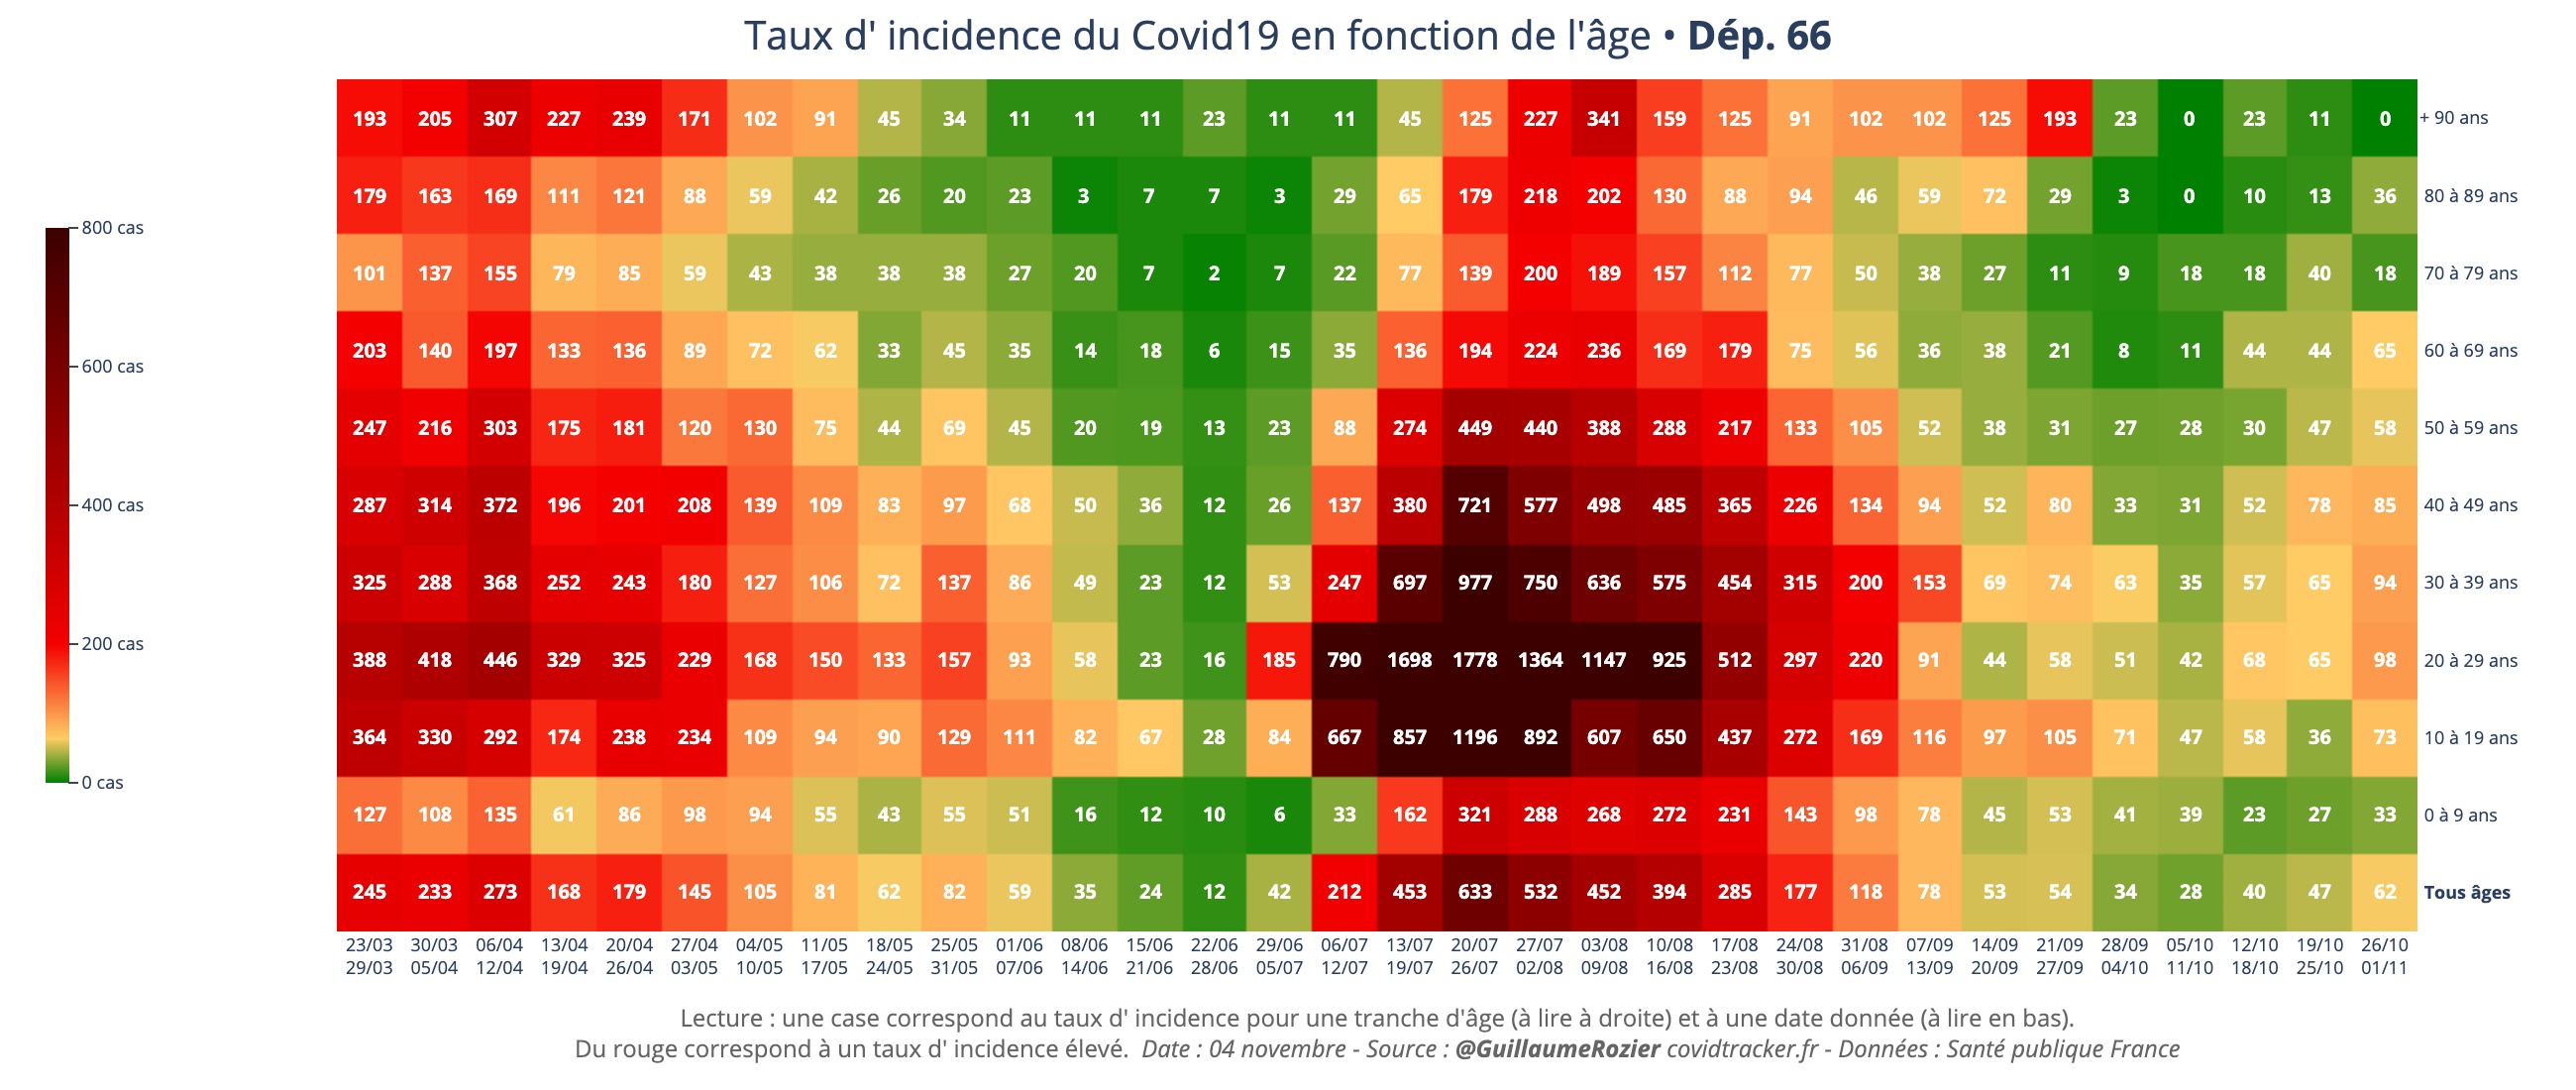 Taux d' incidence du Covid19 en fonction de l'âge • Dép. 66
800 cas
600 cas
400 cas
200 cas
0 cas
193 205 307 227 239 171 102 91 45 34 11 11 11 23 11 11 45 125 227 341 159 125 91 102 102 125 193 23 0 23 11 0 + 90 ans
179 163 169 111 121 88 59 42 26 20 23 3 7 7 3 29 65 179 218 202 130 88 94 46 59 72 29 3 0 10 13 36 80 à 89 ans
101 137 155 79 85 59 43 38 38 38 27 20 7 2 7 22 77 139 200 189 157 112 77 50 38 27 11 9 18 18 40 18 70 à 79 ans
203 140 197 133 136 89 72 62 33 45 35 14 18 6 15 35 136 194 224 236 169 179 75 56 36 38 21 8 11 44 44 65 60 à 69 ans
247 216 303 175 181 120 130 75 44 69 45 20 19 13 23 88 274 449 440 388 288 217 133 105 52 38 31 27 28 30 47 58 50 à 59 ans
287 314 372 196 201 208 139 109 83 97 68 50 36 12 26 137 380 721 577 498 485 365 226 134 94 52 80 33 31 52 78 85 40 à 49 ans
325 288 368 252 243 180 127 106 72 137 86 49 23 12 53 247 697 977 750 636 575 454 315 200 153 69 74 63 35 57 65 94 30 à 39 ans
388 418 446 329 325 229 168 150 133 157 93 58 23 16 185 790 1698 1778 1364 1147 925 512 297 220 91 44 58 51 42 68 65 98 20 à 29 ans
364 330 292 174 238 234 109 94 90 129 111 82 67 28 84 667 857 1196 892 607 650 437 272 169 116 97 105 71 47 58 36 73 10 à 19 ans
127 108 135 61 86 98 94 55 43 55 51 16 12 10 6 33 162 321 288 268 272 231 143 98 78 45 53 41 39 23 27 33 0 à 9 ans
245 233 273 168 179 145 105 81 62 82 59 35 24 12 42 212 453 633 532 452 394 285 177 118 78 53 54 34 28 40 47 62 Tous âges
23/03 30/03 06/04 13/04 20/04 27/04 04/05 11/05 18/05 25/05 01/06 08/06 15/06 22/06 29/06 06/07 13/07 20/07 27/07 03/08 10/08 17/08 24/08 31/08 07/09 14/09 21/09 28/09 05/10 12/10 19/10 26/10
29/03 05/04 12/04 19/04 26/04 03/05 10/05 17/05 24/05 31/05 07/06 14/06 21/06 28/06 05/07 12/07 19/07 26/07 02/08 09/08 16/08 23/08 30/08 06/09 13/09 20/09 27/09 04/10 11/10 18/10 25/10 01/11
Lecture : une case correspond au taux d' incidence pour une tranche d'âge (à lire à droite) et à une date donnée (à lire en bas).
Du rouge correspond à un taux d' incidence élevé. Date : 04 novembre - Source : @GuillaumeRozier covidtracker.fr - Données : Santé publique France